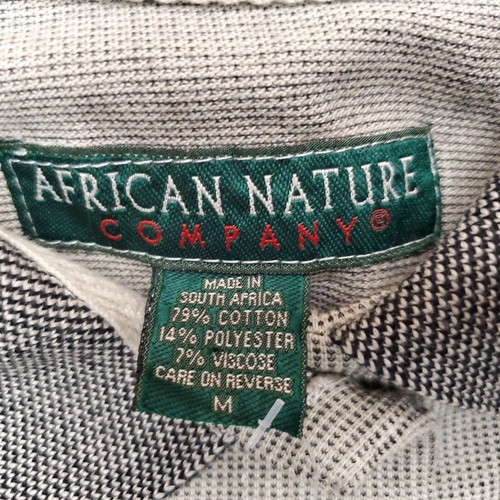 AFRICAN NATURE
COMPANY®
MADE IN
SOUTH AFRICA
79% COTTON
14% POLYESTER
7% VISCOSE
CARE ON REVERSE
M